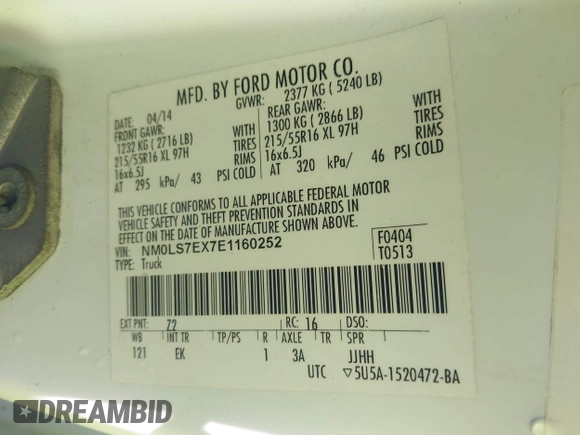 MFD. BY FORD MOTOR CO.
GVWR: 2377 KG ( 5240 LB)
DATE: 04/14
FRONT GAWR: REAR GAWR:
1232 KG ( 2716 LB) WITH 1300 KG ( 2866 LB) WITH
215/55R16 XL 97H TIRES 215/55R16 XL 97H TIRES
16x6.5J RIMS 16x6.5J RIMS
AT 295 kPa/ 43 PSI COLD AT 320 kPa/ 46 PSI COLD
THIS VEHICLE CONFORMS TO ALL APPLICABLE FEDERAL MOTOR
VEHICLE SAFETY AND THEFT PREVENTION STANDARDS IN
EFFECT ON THE DATE OF MANUFACTURE SHOWN ABOVE.
VIN: NM0LS7EX7E1160252 F0404
TYPE: Truck T0513
EXT PNT: Z2 RC: 16 DSO:
WB INT TR TP/PS R AXLE TR SPR
121 EK 1 3A JJHH
UTC ▽5U5A-1520472-BA
DREAMBID